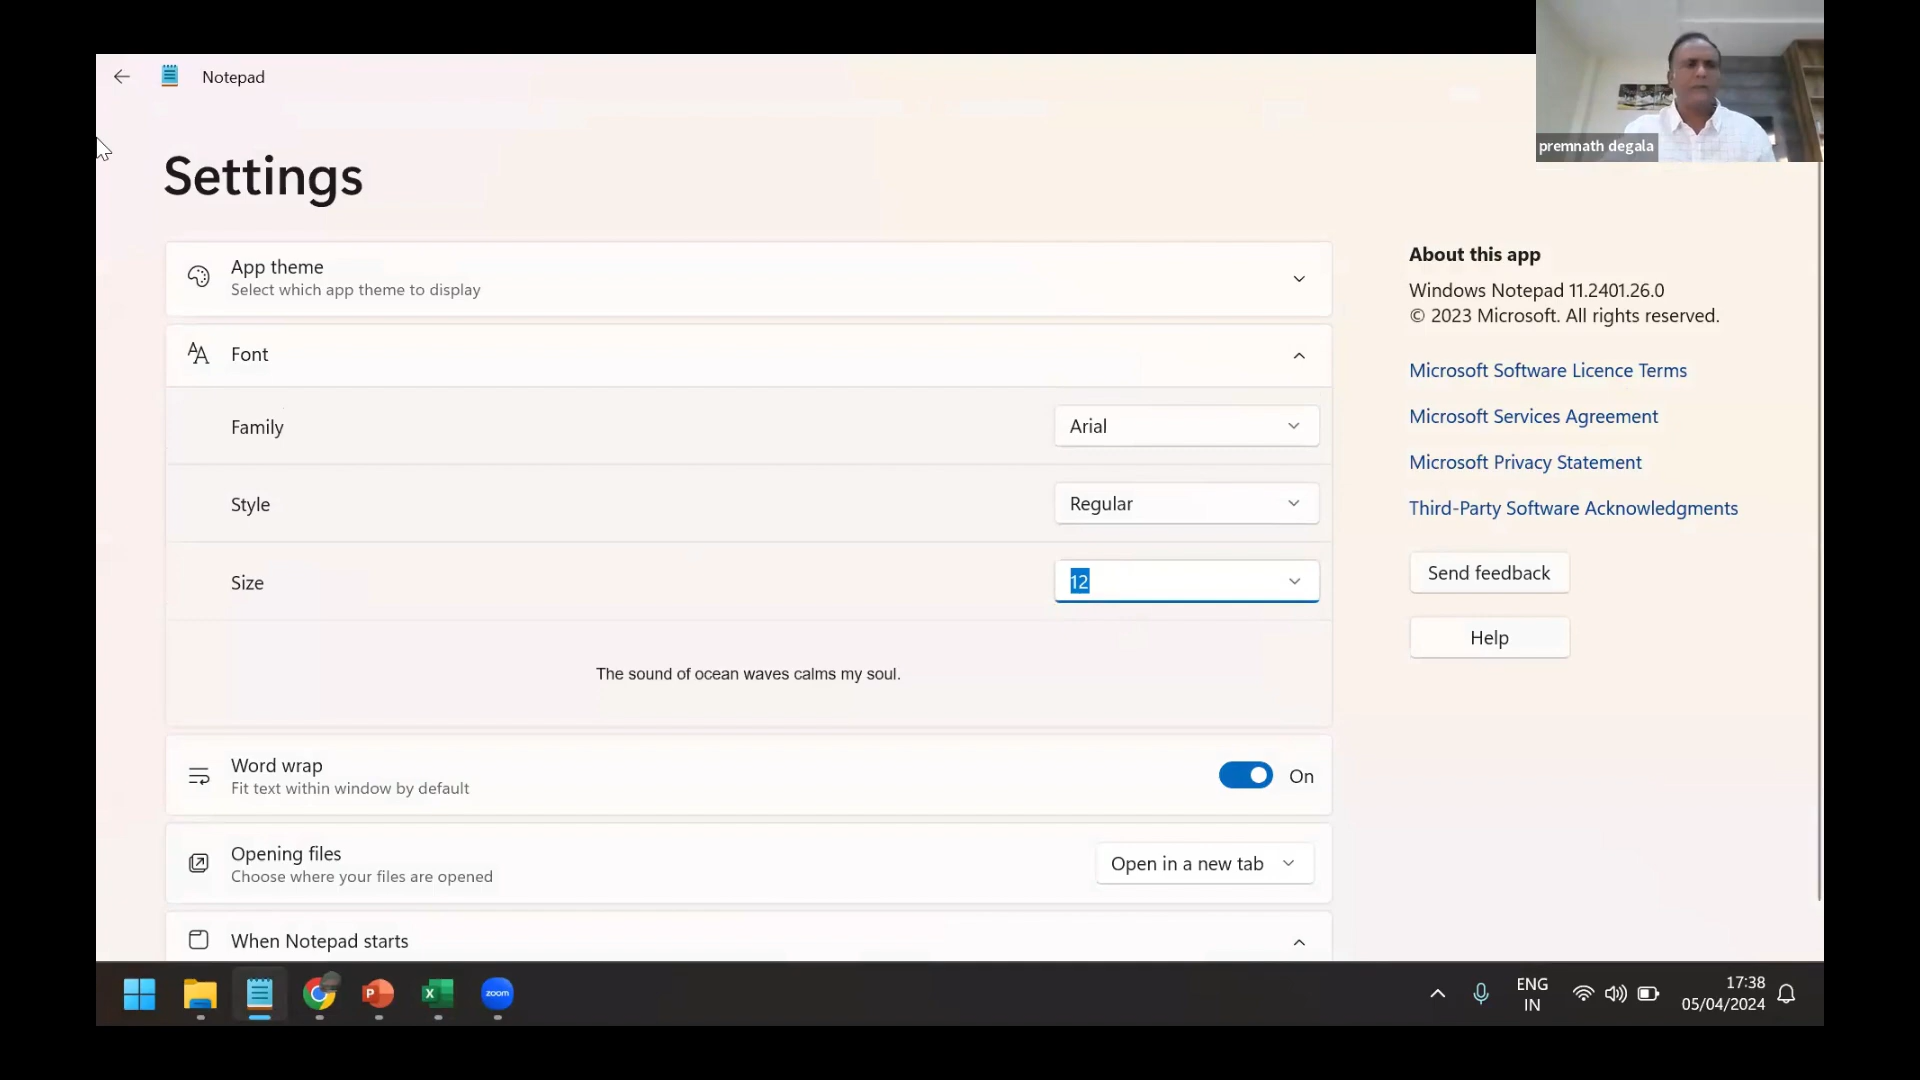 Notepad
premnath degala
Settings
App theme
Select which app theme to display
Font
Family
Arial
Style
Regular
Size
12
The sound of ocean waves calms my soul.
Word wrap
Fit text within window by default
On
Opening files
Choose where your files are opened
Open in a new tab
When Notepad starts
About this app
Windows Notepad 11.2401.26.0
© 2023 Microsoft. All rights reserved.
Microsoft Software Licence Terms
Microsoft Services Agreement
Microsoft Privacy Statement
Third-Party Software Acknowledgments
Send feedback
Help
P
X
zoom
ENG
IN
17:38
05/04/2024